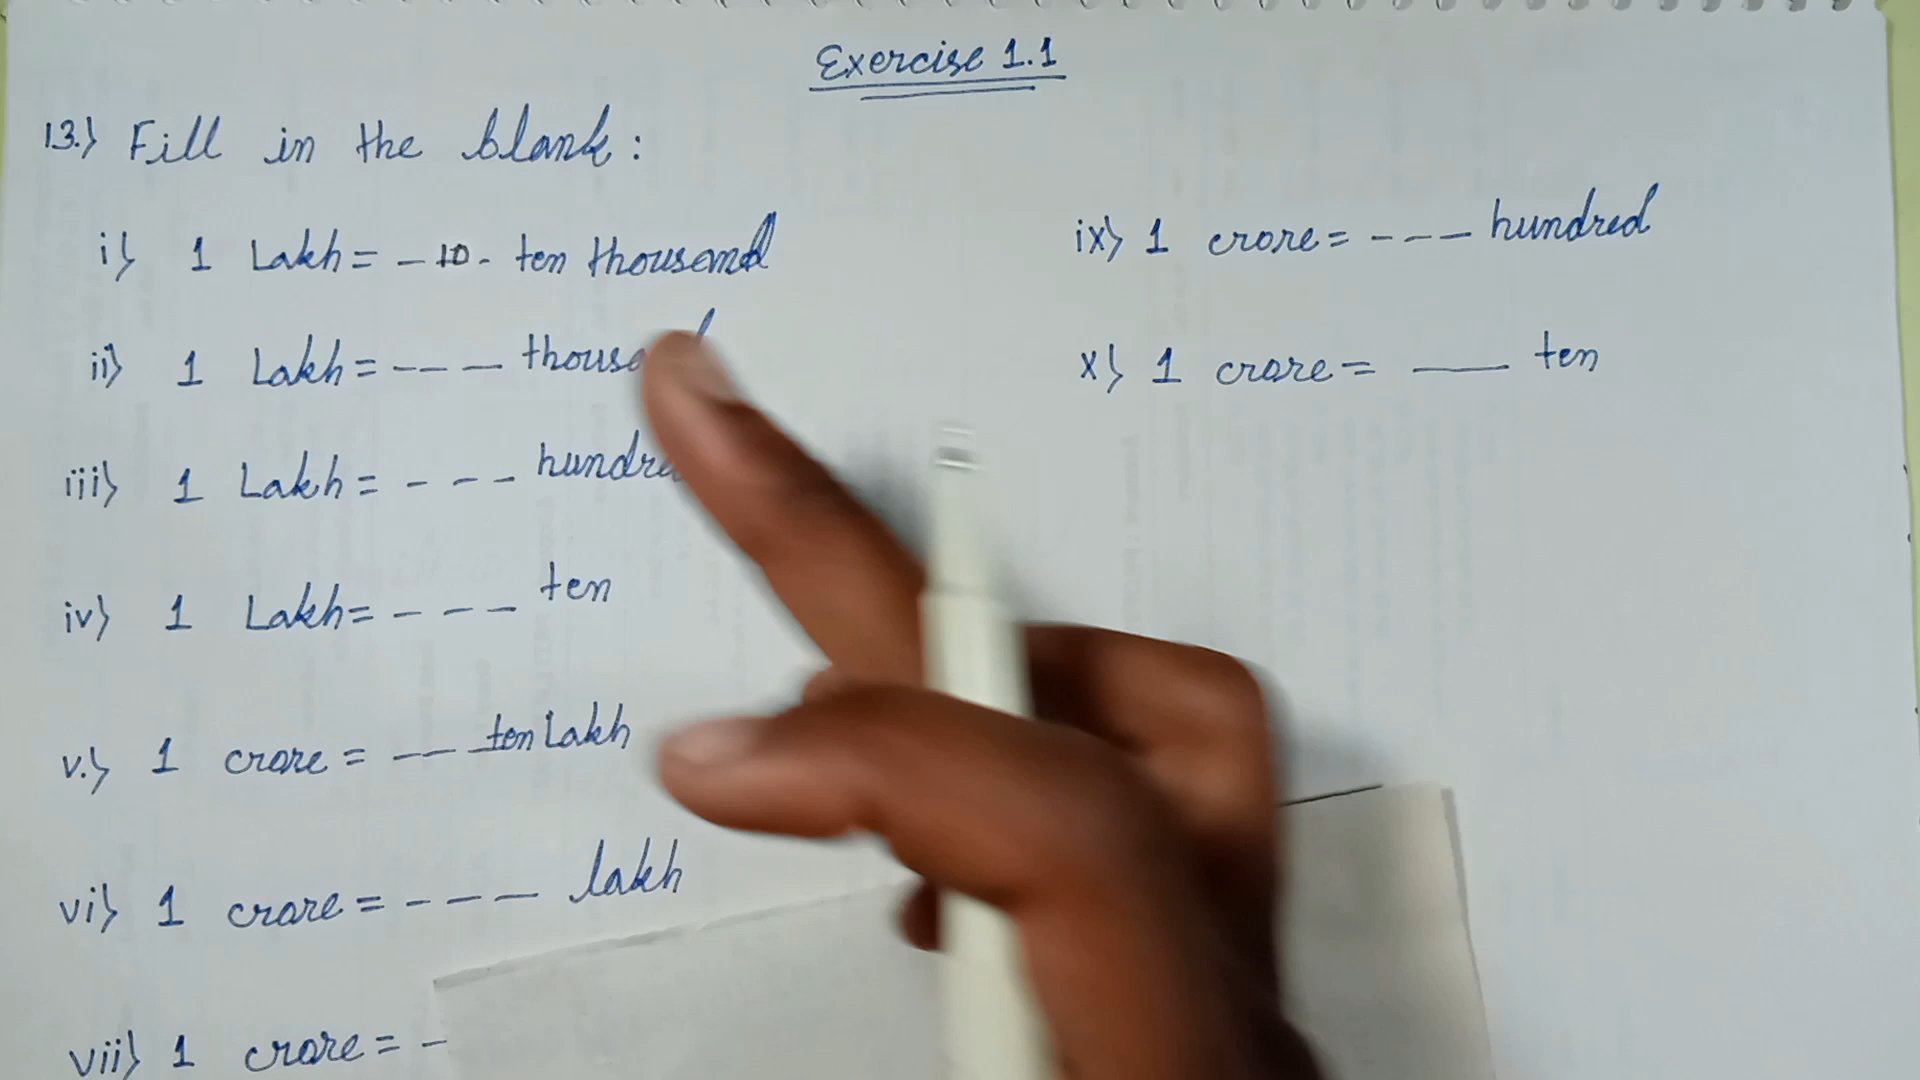 Exercise 1.1
13.) Fill in the blank:
i) 1 Lakh = - 10 - ten thousand
ii) 1 Lakh = - - -
iii) 1 Lakh = - - -
iv) 1 Lakh = - - - ten
v.) 1 crore = - - - ten Lakh
vi) 1 crore = - - - lakh
vii) 1 crore = -
ix) 1 crore = - - - hundred
x) 1 crore = ___ ten